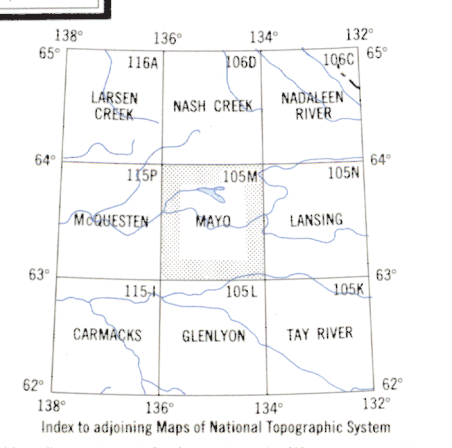 138° 136° 134° 132°
65° 116A 106D 106C 65°
LARSEN CREEK NASH CREEK NADALEEN RIVER
64° 115P 105M 105N 64°
McQUESTEN MAYO LANSING
63° 115-I 105L 105K 63°
CARMACKS GLENLYON TAY RIVER
62° 62°
138° 136° 134° 132°
Index to adjoining Maps of National Topographic System